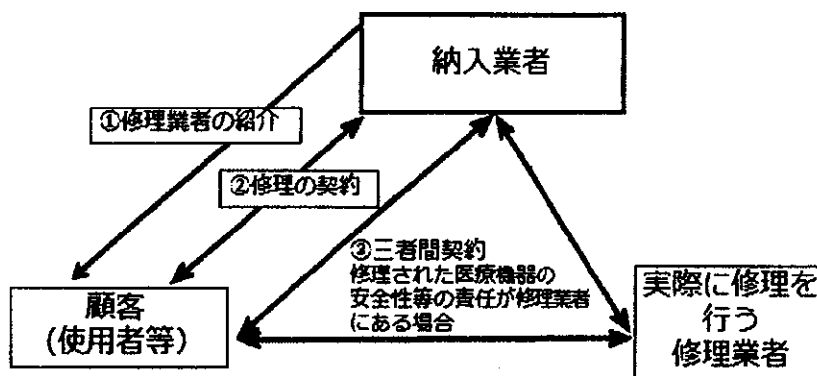 納入業者
①修理業者の紹介
②修理の契約
③三者間契約
修理された医療機器の
安全性等の責任が修理業者
にある場合
顧客
(使用者等)
実際に修理を
行う
修理業者